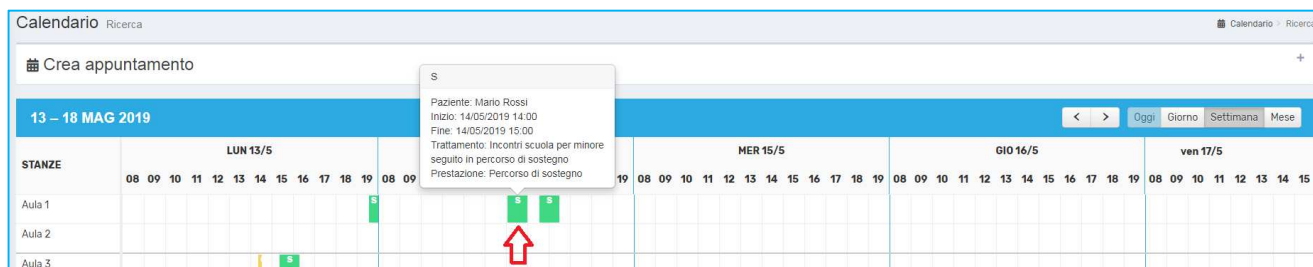 Calendario Ricerca
Calendario > Ricerca
Crea appuntamento
+
S
Paziente: Mario Rossi
Inizio: 14/05/2019 14:00
Fine: 14/05/2019 15:00
Trattamento: Incontri scuola per minore
seguito in percorso di sostegno
Prestazione: Percorso di sostegno
13 – 18 MAG 2019
< > Oggi Giorno Settimana Mese
STANZE
LUN 13/5 MER 15/5 GIO 16/5 ven 17/5
08 09 10 11 12 13 14 15 16 17 18 19 08 09 19 08 09 10 11 12 13 14 15 16 17 18 19 08 09 10 11 12 13 14 15 16 17 18 19 08 09 10 11 12 13 14 15
Aula 1 S S S
Aula 2
Aula 3 S